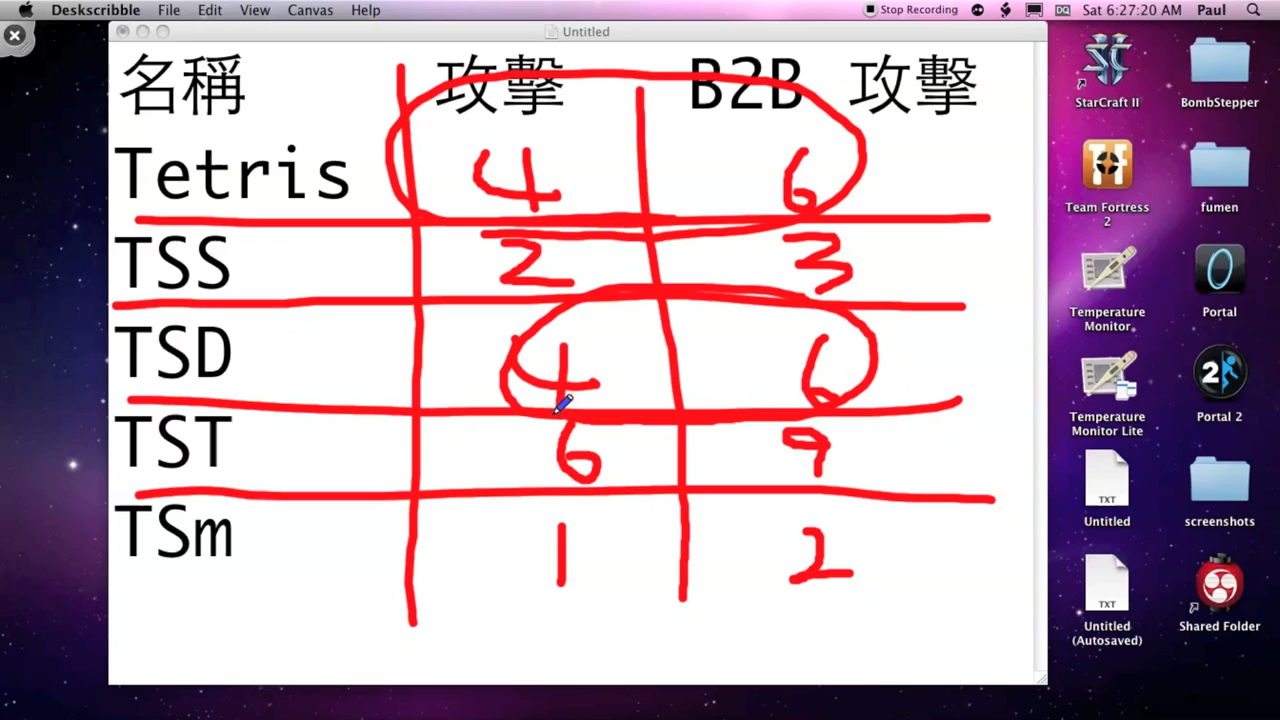 Deskscribble File Edit View Canvas Help Stop Recording DQ Sat 6:27:20 AM Paul
Untitled
名稱 攻擊 B2B 攻擊
Tetris 4 6
TSS 2 3
TSD 4 6
TST 6 9
TSm 1 2
StarCraft II
BombStepper
Team Fortress
2
fumen
Temperature
Monitor
Portal
Temperature
Monitor Lite
2
Portal 2
TXT
Untitled
screenshots
TXT
Untitled
(Autosaved)
Shared Folder